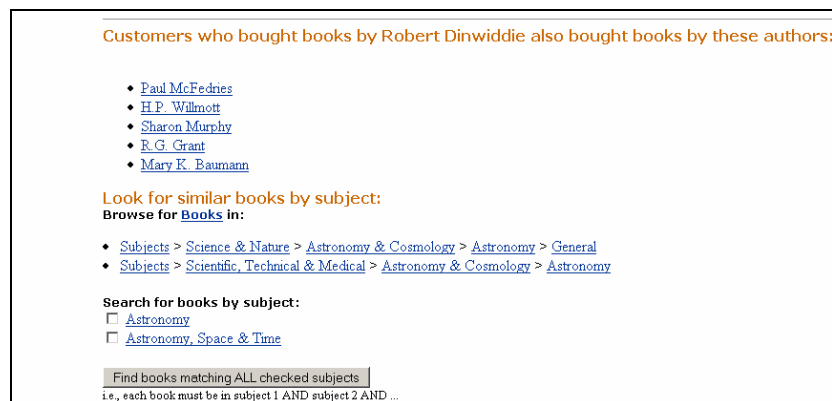 Customers who bought books by Robert Dinwiddie also bought books by these authors:
Paul McFedries
H.P. Willmott
Sharon Murphy
R.G. Grant
Mary K. Baumann
Look for similar books by subject:
Browse for Books in:
Subjects > Science & Nature > Astronomy & Cosmology > Astronomy > General
Subjects > Scientific, Technical & Medical > Astronomy & Cosmology > Astronomy
Search for books by subject:
Astronomy
Astronomy, Space & Time
Find books matching ALL checked subjects
i.e., each book must be in subject 1 AND subject 2 AND ...